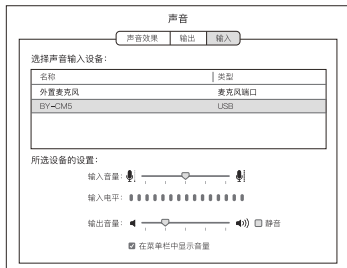 声音
声音效果 输出 输入
选择声音输入设备:
名称 类型
外置麦克风 麦克风端口
BY-CM5 USB
所选设备的设置:
输入音量:
输入电平:
输出音量: 静音
在菜单栏中显示音量